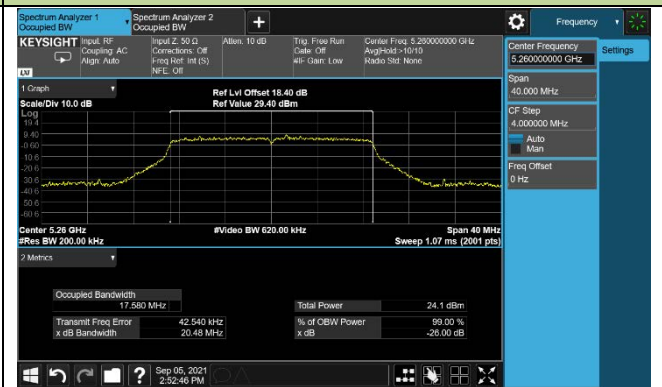 Spectrum Analyzer 1
Occupied BW
Spectrum Analyzer 2
Occupied BW
+
Frequency
KEYSIGHT
Input: RF
Coupling: AC
Align: Auto
Input Z: 50 Ω
Corrections: Off
Freq Ref: Int (S)
NFE: Off
Atten: 10 dB
Trig: Free Run
Gate: Off
#IF Gain: Low
Center Freq: 5.260000000 GHz
Avg|Hold:>10/10
Radio Std: None
LXI
Center Frequency
5.260000000 GHz
Settings
Span
40.000 MHz
CF Step
4.000000 MHz
Auto
Man
Freq Offset
0 Hz
1 Graph
Scale/Div 10.0 dB
Ref Lvl Offset 18.40 dB
Ref Value 29.40 dBm
Log
19.4
9.40
-0.60
-10.6
-20.6
-30.6
-40.6
-50.6
-60.6
Center 5.26 GHz
#Video BW 620.00 kHz
Span 40 MHz
#Res BW 200.00 kHz
Sweep 1.07 ms (2001 pts)
2 Metrics
Occupied Bandwidth
17.580 MHz
Total Power 24.1 dBm
Transmit Freq Error 42.540 kHz
% of OBW Power 99.00 %
x dB Bandwidth 20.48 MHz
x dB -26.00 dB
?
Sep 05, 2021
2:52:46 PM